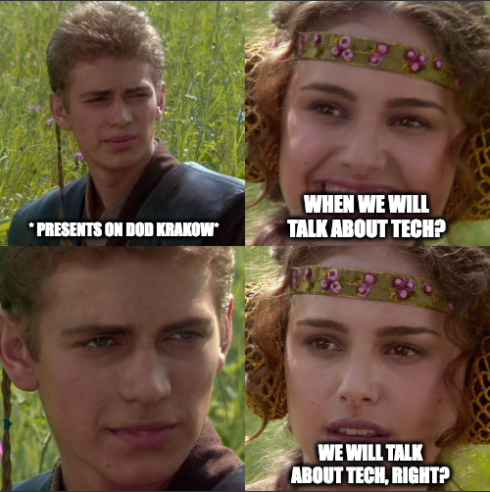 * PRESENTS ON DOD KRAKOW*
WHEN WE WILL
TALK ABOUT TECH?
WE WILL TALK
ABOUT TECH, RIGHT?